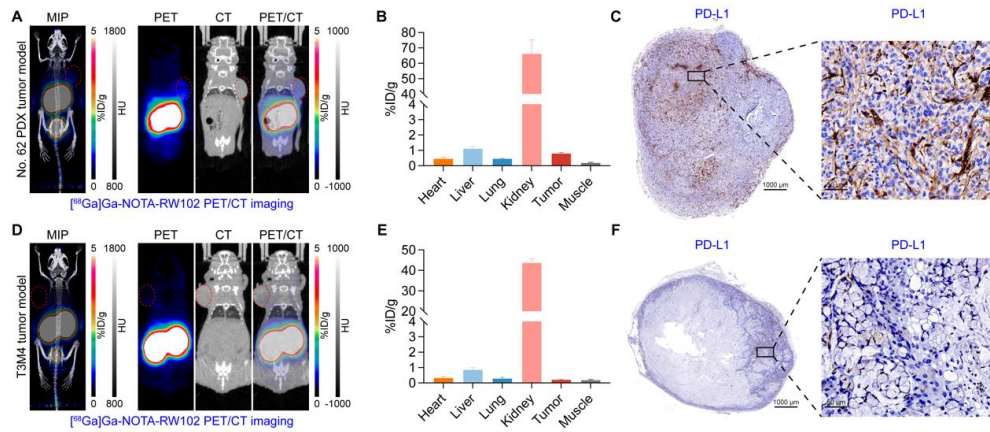 A
MIP
PET
CT
PET/CT
No. 62 PDX tumor model
5
1800
%ID/g
HU
0
800
5
1000
%ID/g
HU
0
-1000
[⁶⁸Ga]Ga-NOTA-RW102 PET/CT imaging
B
%ID/g
80
70
60
50
40
4
3
2
1
0
Heart
Liver
Lung
Kidney
Tumor
Muscle
C
PD-L1
PD-L1
1000 μm
D
MIP
PET
CT
PET/CT
T3M4 tumor model
5
1800
%ID/g
HU
0
800
5
1000
%ID/g
HU
0
-1000
[⁶⁸Ga]Ga-NOTA-RW102 PET/CT imaging
E
%ID/g
50
40
30
20
10
4
3
2
1
0
Heart
Liver
Lung
Kidney
Tumor
Muscle
F
PD-L1
PD-L1
1000 μm
50 μm